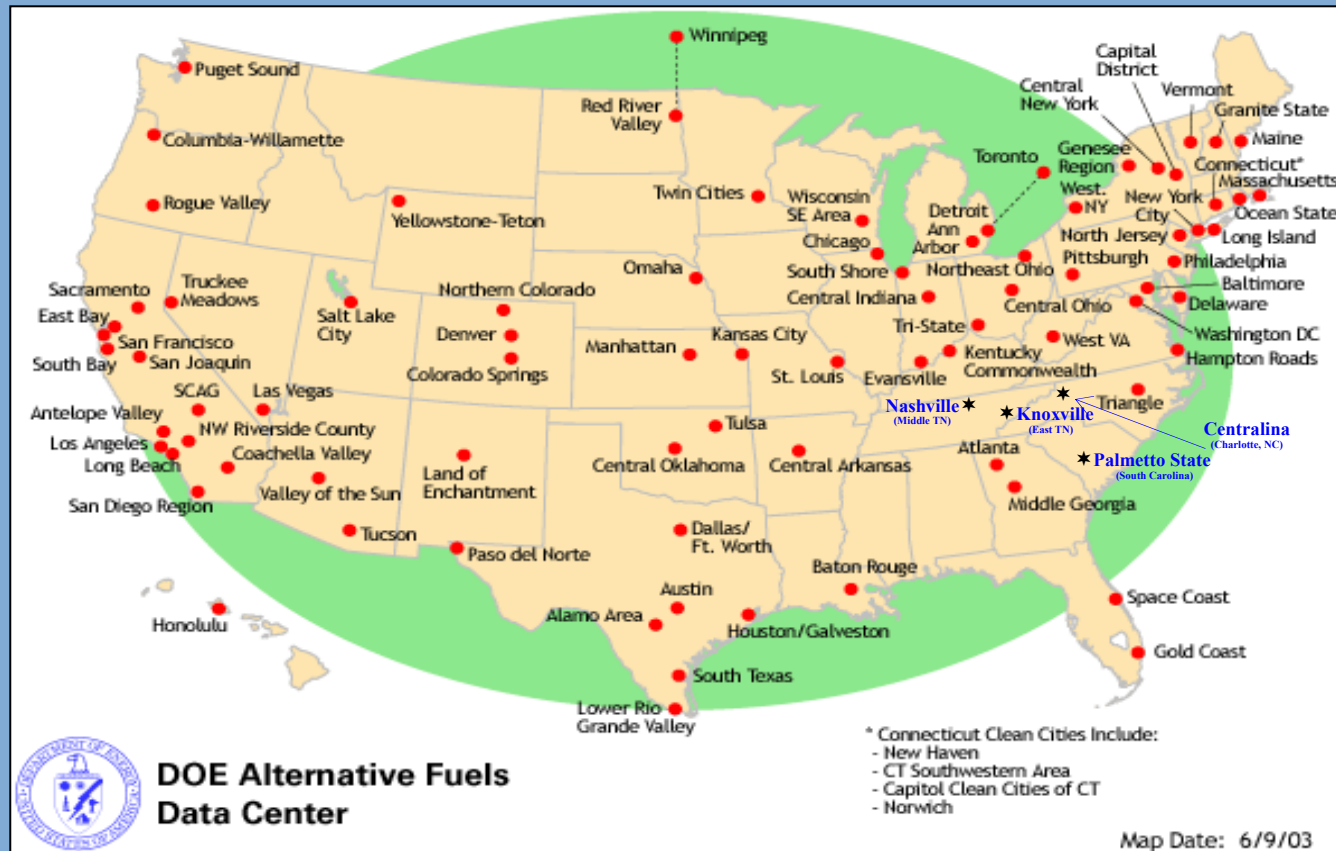 Winnipeg
Puget Sound
Red River
Valley
Columbia-Willamette
Rogue Valley
Yellowstone-Teton
Twin Cities
Wisconsin
SE Area
Chicago
South Shore
Detroit
Ann
Arbor
Toronto
Capital
District
Central
New York
Vermont
Granite State
Maine
Genesee
Region
Connecticut*
Massachusetts
West.
NY
New York
City
Ocean State
Long Island
North Jersey
Pittsburgh
Philadelphia
Baltimore
Delaware
Washington DC
Hampton Roads
Northeast Ohio
Central Ohio
Central Indiana
Tri-State
West VA
Kentucky
Commonwealth
Evansville
St. Louis
Kansas City
Manhattan
Omaha
Northern Colorado
Denver
Colorado Springs
Salt Lake
City
Truckee
Meadows
Sacramento
East Bay
San Francisco
South Bay
San Joaquin
SCAG
Las Vegas
Antelope Valley
NW Riverside County
Los Angeles
Long Beach
Coachella Valley
San Diego Region
Valley of the Sun
Tucson
Land of
Enchantment
Paso del Norte
Tulsa
Central Oklahoma
Central Arkansas
Nashville
(Middle TN)
Knoxville
(East TN)
Triangle
Centralina
(Charlotte, NC)
Palmetto State
(South Carolina)
Atlanta
Middle Georgia
Dallas/
Ft. Worth
Baton Rouge
Austin
Alamo Area
Houston/Galveston
South Texas
Lower Rio
Grande Valley
Space Coast
Gold Coast
Honolulu
* Connecticut Clean Cities Include:
- New Haven
- CT Southwestern Area
- Capitol Clean Cities of CT
- Norwich
DEPARTMENT OF ENERGY
UNITED STATES OF AMERICA
DOE Alternative Fuels
Data Center
Map Date: 6/9/03